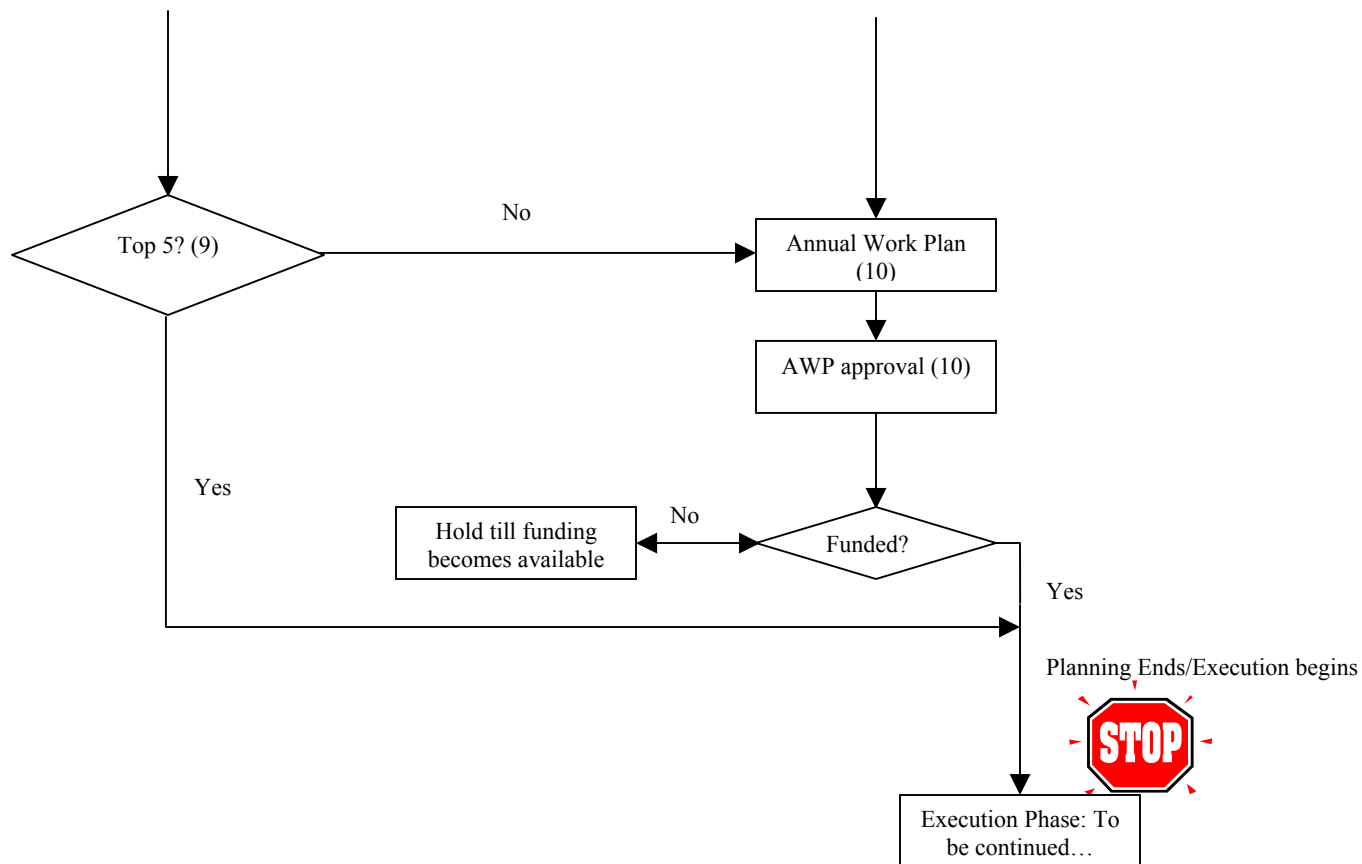 No
Top 5? (9)
Annual Work Plan
(10)
AWP approval (10)
Yes
No
Hold till funding
becomes available
Funded?
Yes
Planning Ends/Execution begins
STOP
Execution Phase: To
be continued…